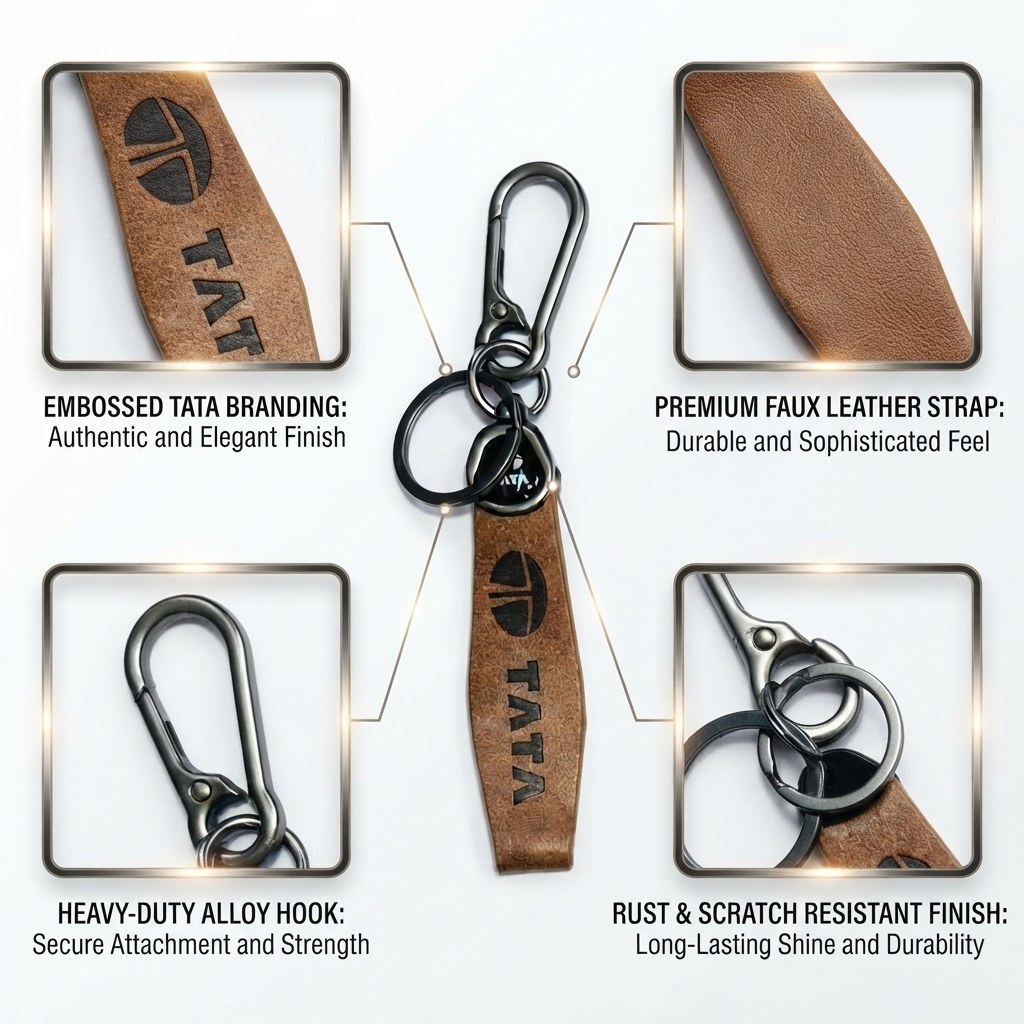 TAT
EMBOSSED TATA BRANDING:
Authentic and Elegant Finish
PREMIUM FAUX LEATHER STRAP:
Durable and Sophisticated Feel
TATA
HEAVY-DUTY ALLOY HOOK:
Secure Attachment and Strength
RUST & SCRATCH RESISTANT FINISH:
Long-Lasting Shine and Durability